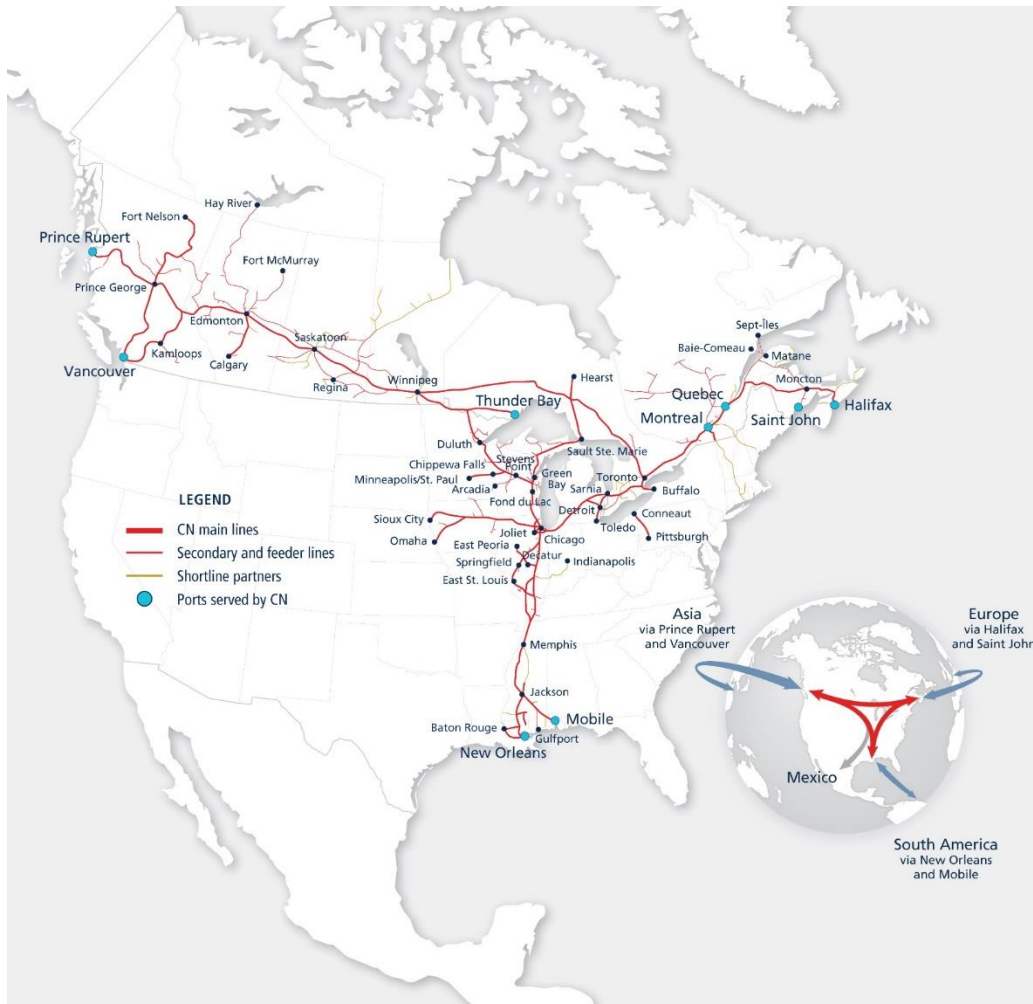 Hay River
Fort Nelson
Prince Rupert
Fort McMurray
Prince George
Edmonton
Saskatoon
Kamloops
Calgary
Vancouver
Regina
Winnipeg
Thunder Bay
Hearst
Sept-Îles
Baie-Comeau
Matane
Moncton
Quebec
Montreal
Saint John
Halifax
Duluth
Sault Ste. Marie
Stevens
Point
Chippewa Falls
Minneapolis/St. Paul
Arcadia
Green
Bay
Fond du Lac
Toronto
Sarnia
Buffalo
Detroit
Toledo
Conneaut
Pittsburgh
Sioux City
Omaha
Joliet
Chicago
East Peoria
Decatur
Springfield
Indianapolis
East St. Louis
Memphis
Jackson
Baton Rouge
Mobile
Gulfport
New Orleans
LEGEND
CN main lines
Secondary and feeder lines
Shortline partners
Ports served by CN
Asia
via Prince Rupert
and Vancouver
Europe
via Halifax
and Saint John
Mexico
South America
via New Orleans
and Mobile